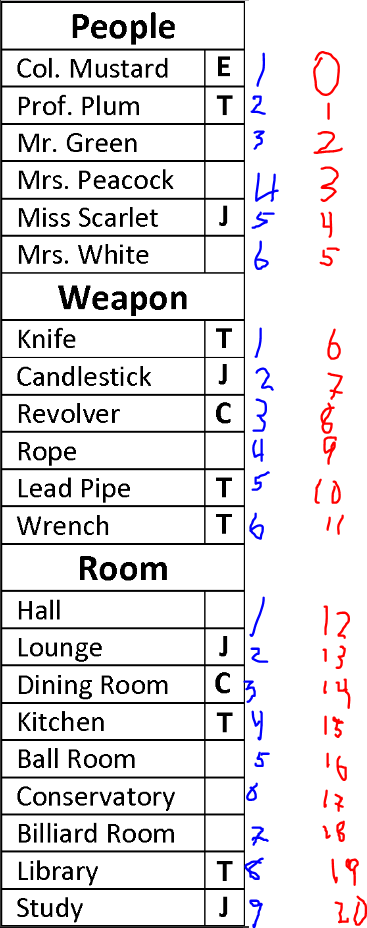 People
Col. Mustard E 1 0
Prof. Plum T 2 1
Mr. Green 3 2
Mrs. Peacock 4 3
Miss Scarlet J 5 4
Mrs. White 6 5
Weapon
Knife T 1 6
Candlestick J 2 7
Revolver C 3 8
Rope 4 9
Lead Pipe T 5 10
Wrench T 6 11
Room
Hall 1 12
Lounge J 2 13
Dining Room C 3 14
Kitchen T 4 15
Ball Room 5 16
Conservatory 6 17
Billiard Room 7 18
Library T 8 19
Study J 9 20